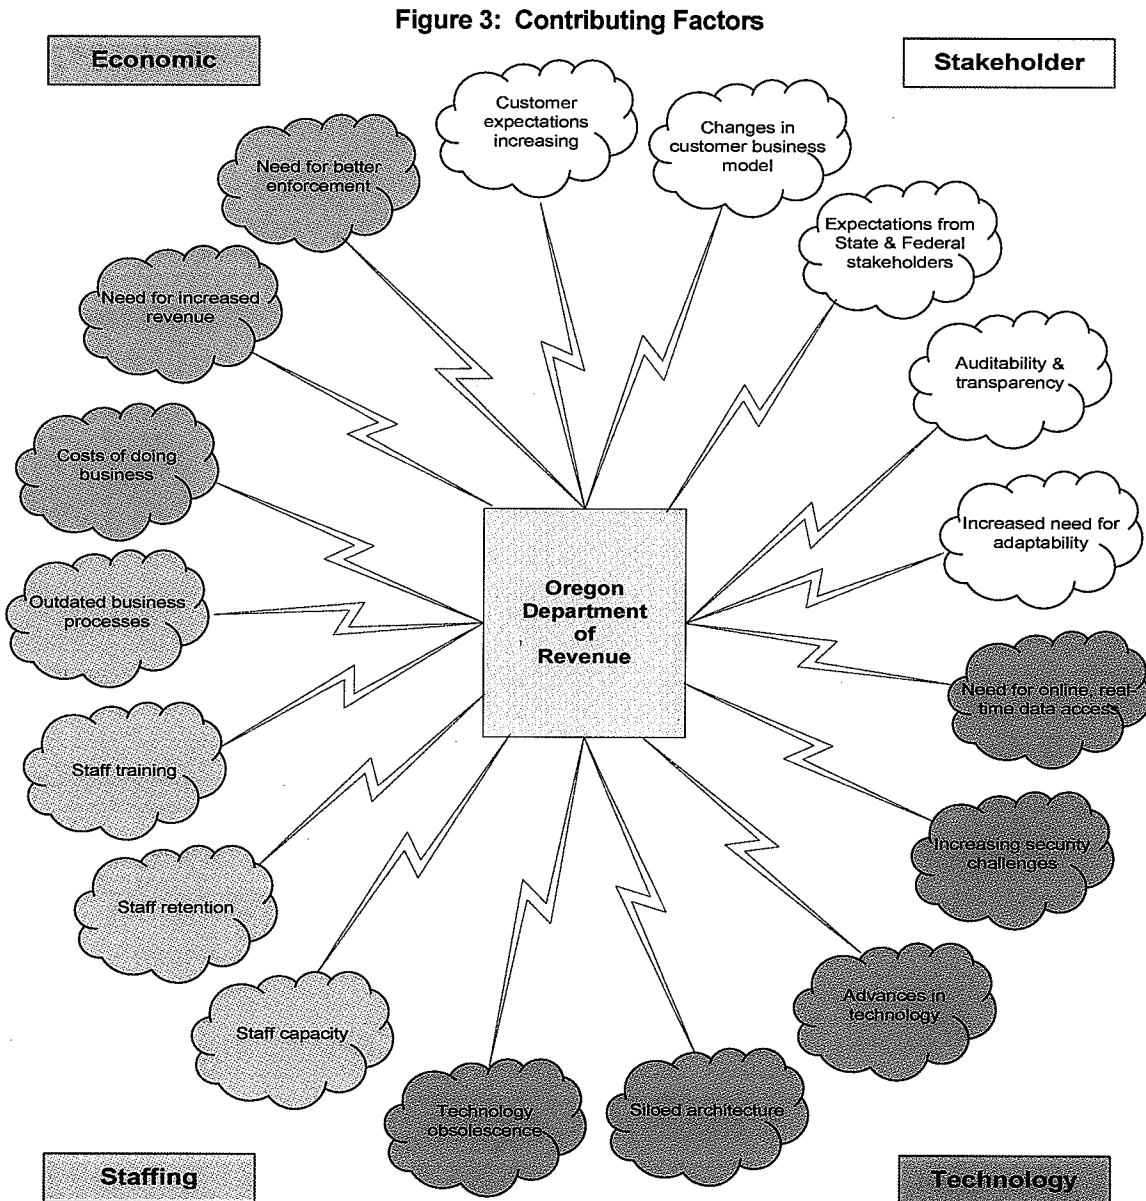 Figure 3: Contributing Factors
Economic
Stakeholder
Customer
expectations
increasing
Changes in
customer business
model
Need for better
enforcement
Expectations from
State & Federal
stakeholders
Need for increased
revenue
Auditability &
transparency
Costs of doing
business
Increased need for
adaptability
Oregon
Department
of
Revenue
Outdated business
processes
Need for online, real-
time data access
Staff training
Increasing security
challenges
Staff retention
Advances in
technology
Staff capacity
Technology
obsolescence
Siloed architecture
Staffing
Technology